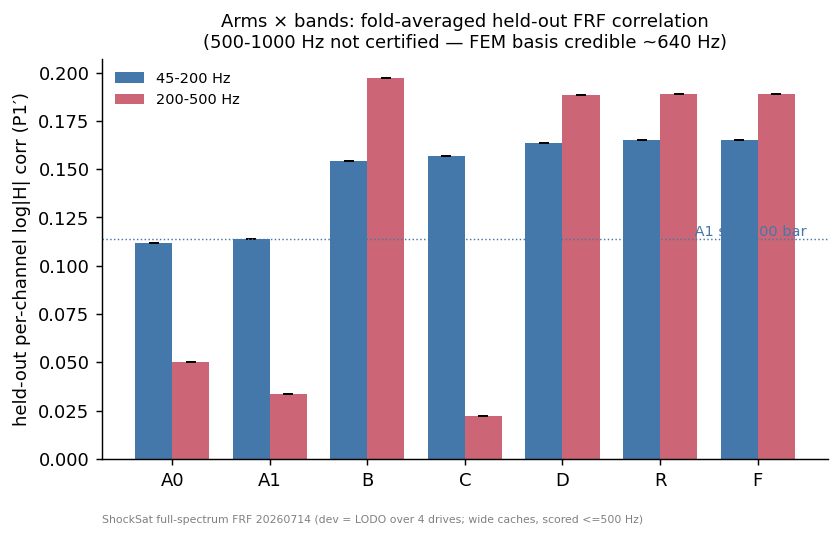 Arms × bands: fold-averaged held-out FRF correlation
(500-1000 Hz not certified — FEM basis credible ~640 Hz)
45-200 Hz
200-500 Hz
held-out per-channel log|H| corr (P1′)
0.200
0.175
0.150
0.125
0.100
0.075
0.050
0.025
0.000
A1 s 00 bar
A0 A1 B C D R F
ShockSat full-spectrum FRF 20260714 (dev = LODO over 4 drives; wide caches, scored <=500 Hz)